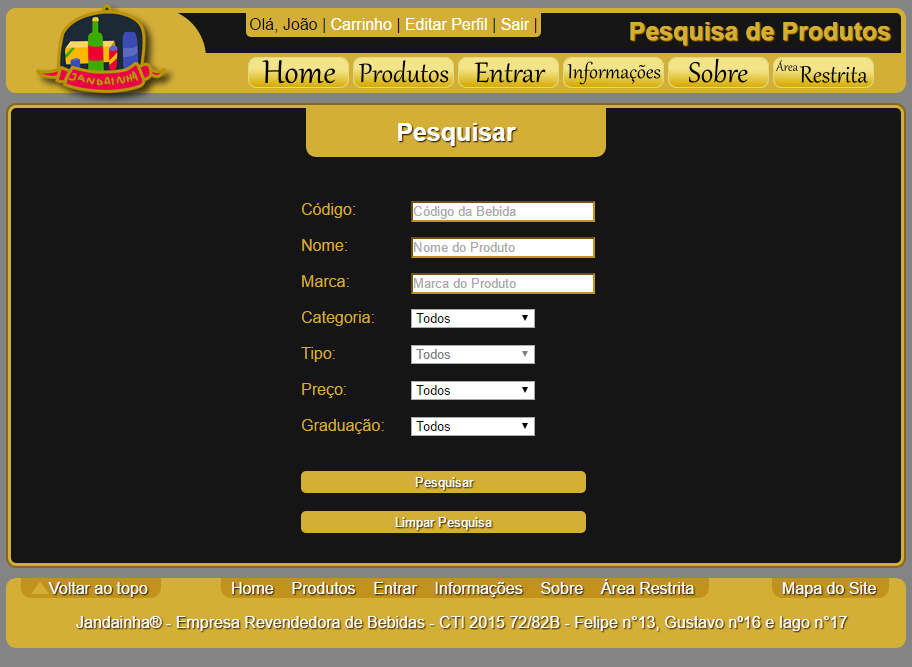 JANDAINHA
Olá, João | Carrinho | Editar Perfil | Sair |
Pesquisa de Produtos
Home Produtos Entrar Informações Sobre Área Restrita
Pesquisar
Código: Código da Bebida
Nome: Nome do Produto
Marca: Marca do Produto
Categoria: Todos
Tipo: Todos
Preço: Todos
Graduação: Todos
Pesquisar
Limpar Pesquisa
Voltar ao topo Home Produtos Entrar Informações Sobre Área Restrita Mapa do Site
Jandainha® - Empresa Revendedora de Bebidas - CTI 2015 72/82B - Felipe n°13, Gustavo nº16 e Iago n°17